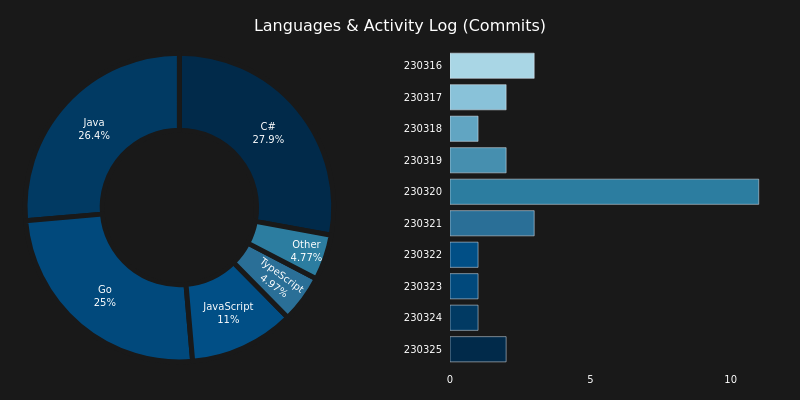 Languages & Activity Log (Commits)
C#
27.9%
Java
26.4%
Go
25%
JavaScript
11%
TypeScript
4.97%
Other
4.77%
230316
230317
230318
230319
230320
230321
230322
230323
230324
230325
0
5
10